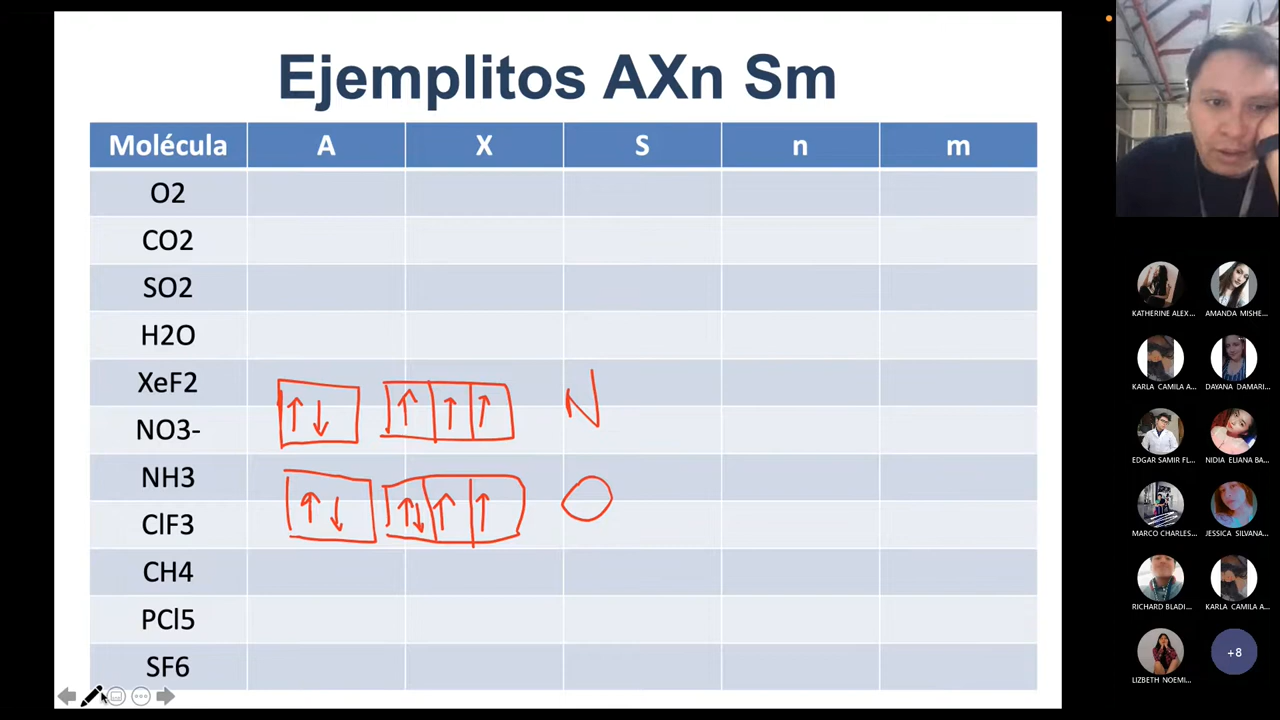 Ejemplitos AXn Sm
Molécula A X S n m
O2
CO2
SO2
H2O
XeF2
NO3-
NH3
ClF3
CH4
PCl5
SF6
↑↓ ↑ ↑ ↑ N
↑↓ ↑↓ ↑ ↑ O
KATHERINE ALEX... AMANDA MISHE...
KARLA CAMILA A... DAYANA DAMARI...
EDGAR SAMIR FL... NIDIA ELIANA BA...
MARCO CHARLES... JESSICA SILVANA...
RICHARD BLADI... KARLA CAMILA A...
LIZBETH NOEMI... +8